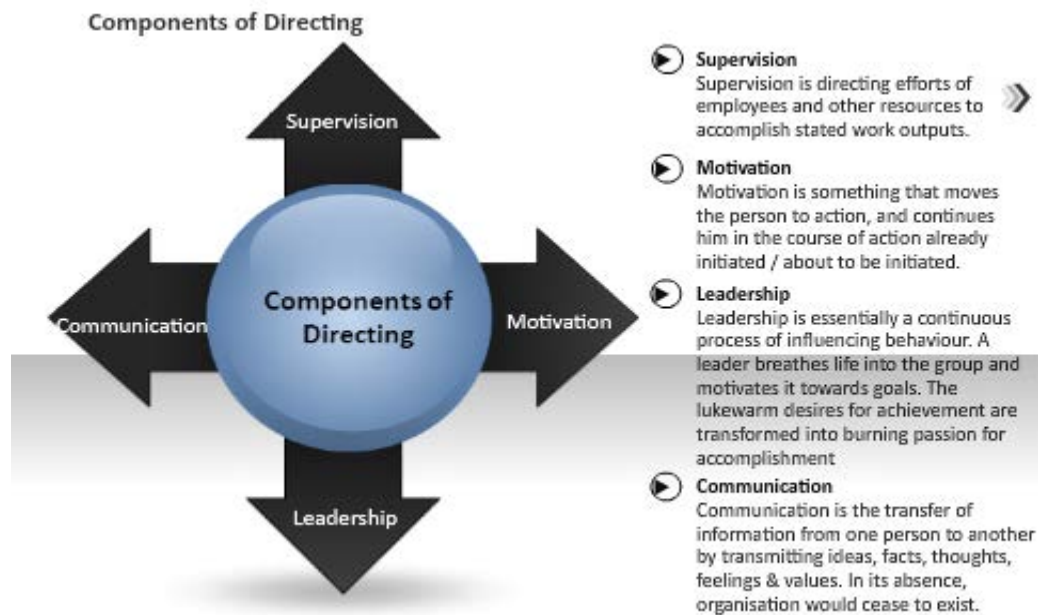 Components of Directing
Supervision
Communication
Components of
Directing
Motivation
Leadership
Supervision
Supervision is directing efforts of
employees and other resources to
accomplish stated work outputs.
Motivation
Motivation is something that moves
the person to action, and continues
him in the course of action already
initiated / about to be initiated.
Leadership
Leadership is essentially a continuous
process of influencing behaviour. A
leader breathes life into the group and
motivates it towards goals. The
lukewarm desires for achievement are
transformed into burning passion for
accomplishment
Communication
Communication is the transfer of
information from one person to another
by transmitting ideas, facts, thoughts,
feelings & values. In its absence,
organisation would cease to exist.